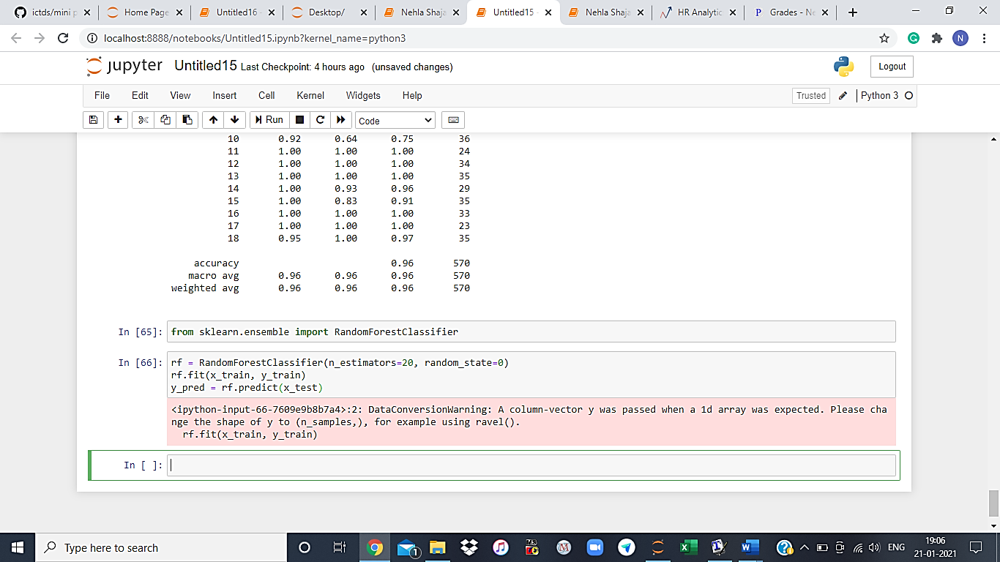 ictds/mini p
Home Page
Untitled16 -
Desktop/
Nehla Shaja
Untitled15 -
Nehla Shaja
HR Analytic
P Grades - Ne
localhost:8888/notebooks/Untitled15.ipynb?kernel_name=python3
G
N
jupyter Untitled15 Last Checkpoint: 4 hours ago (unsaved changes)
Logout
File Edit View Insert Cell Kernel Widgets Help
Trusted
Python 3
Run
Code
10 0.92 0.64 0.75 36
11 1.00 1.00 1.00 24
12 1.00 1.00 1.00 34
13 1.00 1.00 1.00 35
14 1.00 0.93 0.96 29
15 1.00 0.83 0.91 35
16 1.00 1.00 1.00 33
17 1.00 1.00 1.00 23
18 0.95 1.00 0.97 35
accuracy 0.96 570
macro avg 0.96 0.96 0.96 570
weighted avg 0.96 0.96 0.96 570
In [65]: from sklearn.ensemble import RandomForestClassifier
In [66]: rf = RandomForestClassifier(n_estimators=20, random_state=0)
rf.fit(x_train, y_train)
y_pred = rf.predict(x_test)
<ipython-input-66-7609e9b8b7a4>:2: DataConversionWarning: A column-vector y was passed when a 1d array was expected. Please cha
nge the shape of y to (n_samples,), for example using ravel().
rf.fit(x_train, y_train)
In [ ]:
Type here to search
1
ENG
19:06
21-01-2021